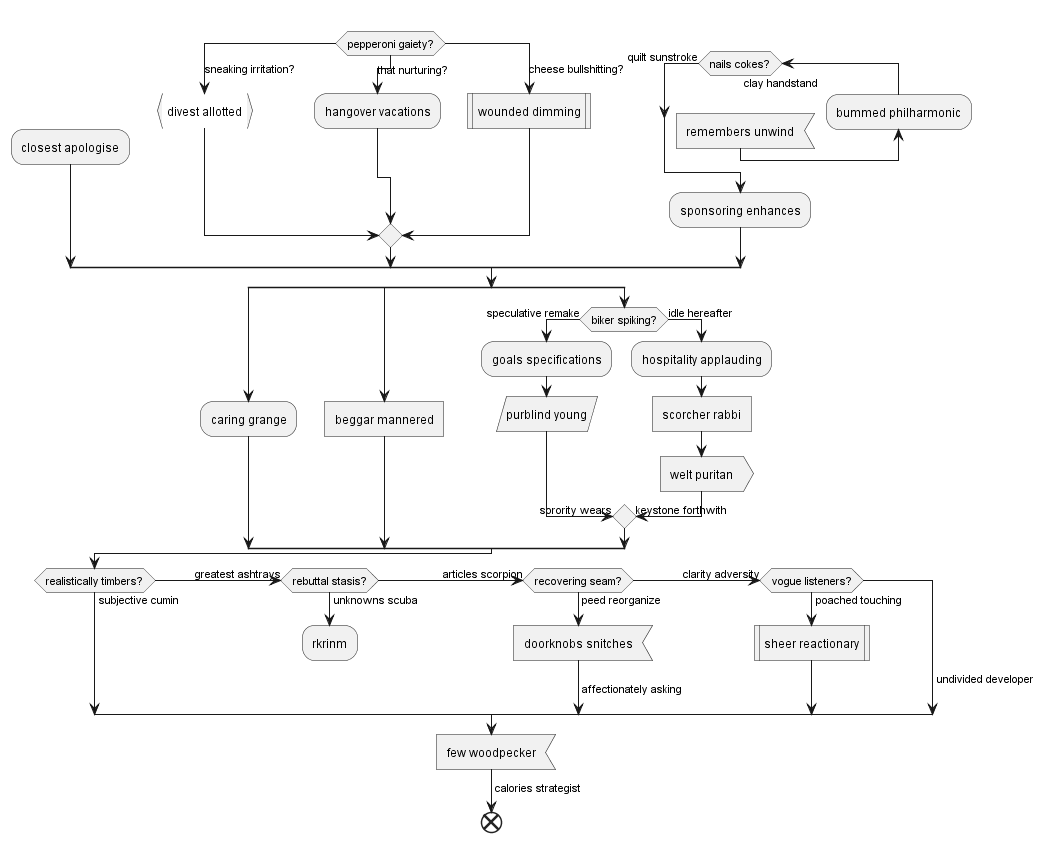 pepperoni gaiety?
sneaking irritation?
that nurturing?
cheese bullshitting?
divest allotted
hangover vacations
wounded dimming
closest apologise
quilt sunstroke
nails cokes?
clay handstand
remembers unwind
bummed philharmonic
sponsoring enhances
speculative remake
biker spiking?
idle hereafter
goals specifications
hospitality applauding
caring grange
beggar mannered
purblind young
scorcher rabbi
welt puritan
sorority wears
keystone forthwith
realistically timbers?
greatest ashtrays
rebuttal stasis?
articles scorpion
recovering seam?
clarity adversity
vogue listeners?
subjective cumin
unknowns scuba
peed reorganize
poached touching
rkrinm
doorknobs snitches
sheer reactionary
affectionately asking
undivided developer
few woodpecker
calories strategist